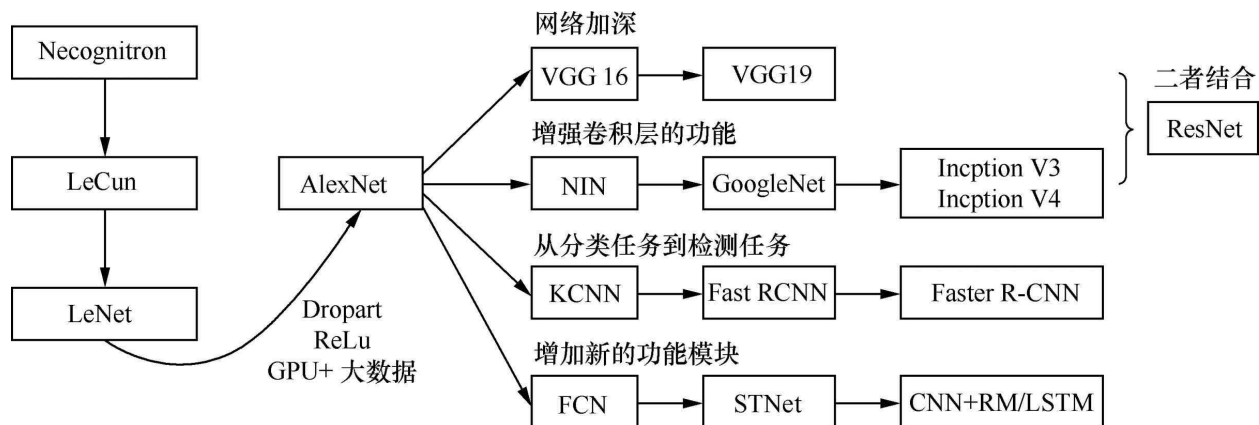 Necognitron
LeCun
LeNet
Dropart
ReLu
GPU+ 大数据
AlexNet
网络加深
VGG 16
VGG19
增强卷积层的功能
NIN
GoogleNet
Incption V3
Incption V4
二者结合
ResNet
从分类任务到检测任务
KCNN
Fast RCNN
Faster R-CNN
增加新的功能模块
FCN
STNet
CNN+RM/LSTM